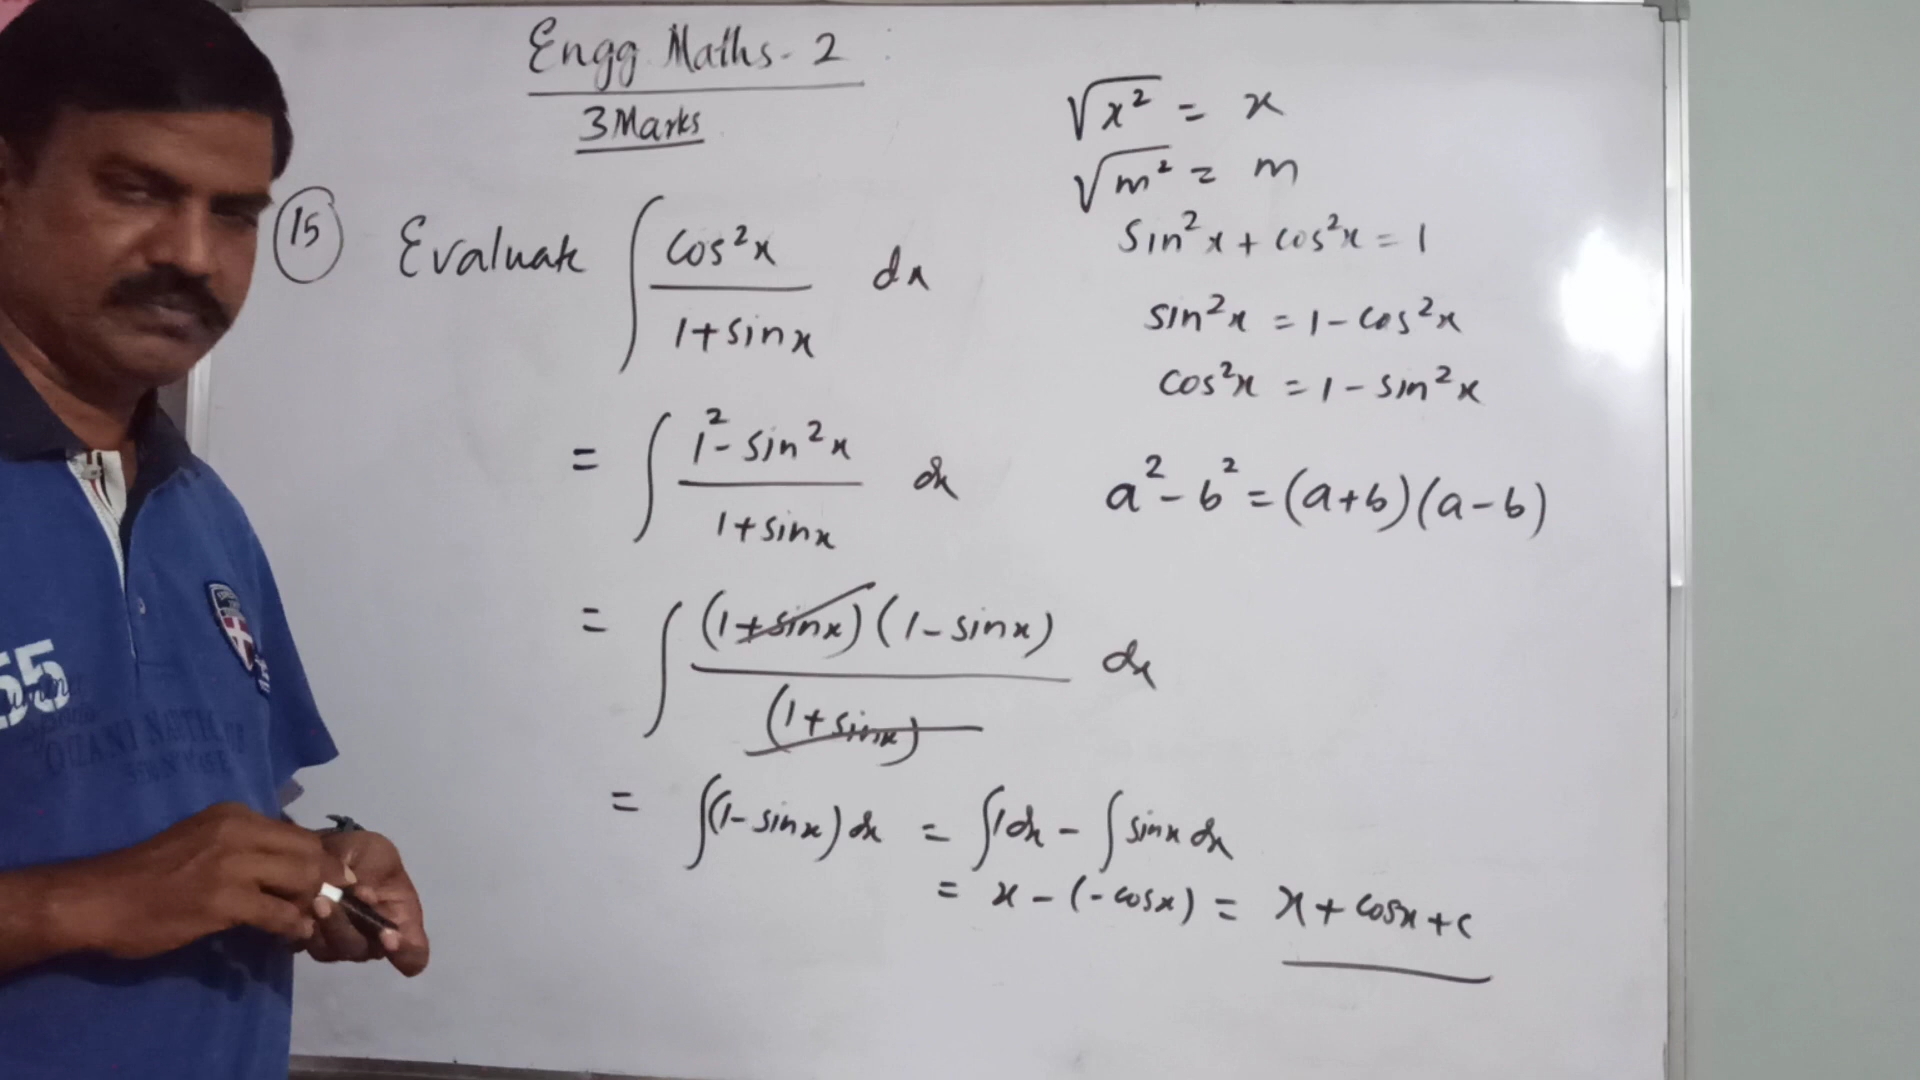 Engg Maths - 2
3 Marks
15 Evaluate ∫ cos²x / 1+sinx dx
= ∫ 1²-sin²x / 1+sinx dx
= ∫ (1+sinx)(1-sinx) / (1+sinx) dx
= ∫(1-sinx)dx = ∫1dx - ∫sinx dx
= x-(-cosx) = x+cosx+c
√x² = x
√m² = m
Sin²x + cos²x = 1
sin²x = 1-cos²x
cos²x = 1-sin²x
a²-b² = (a+b)(a-b)
55